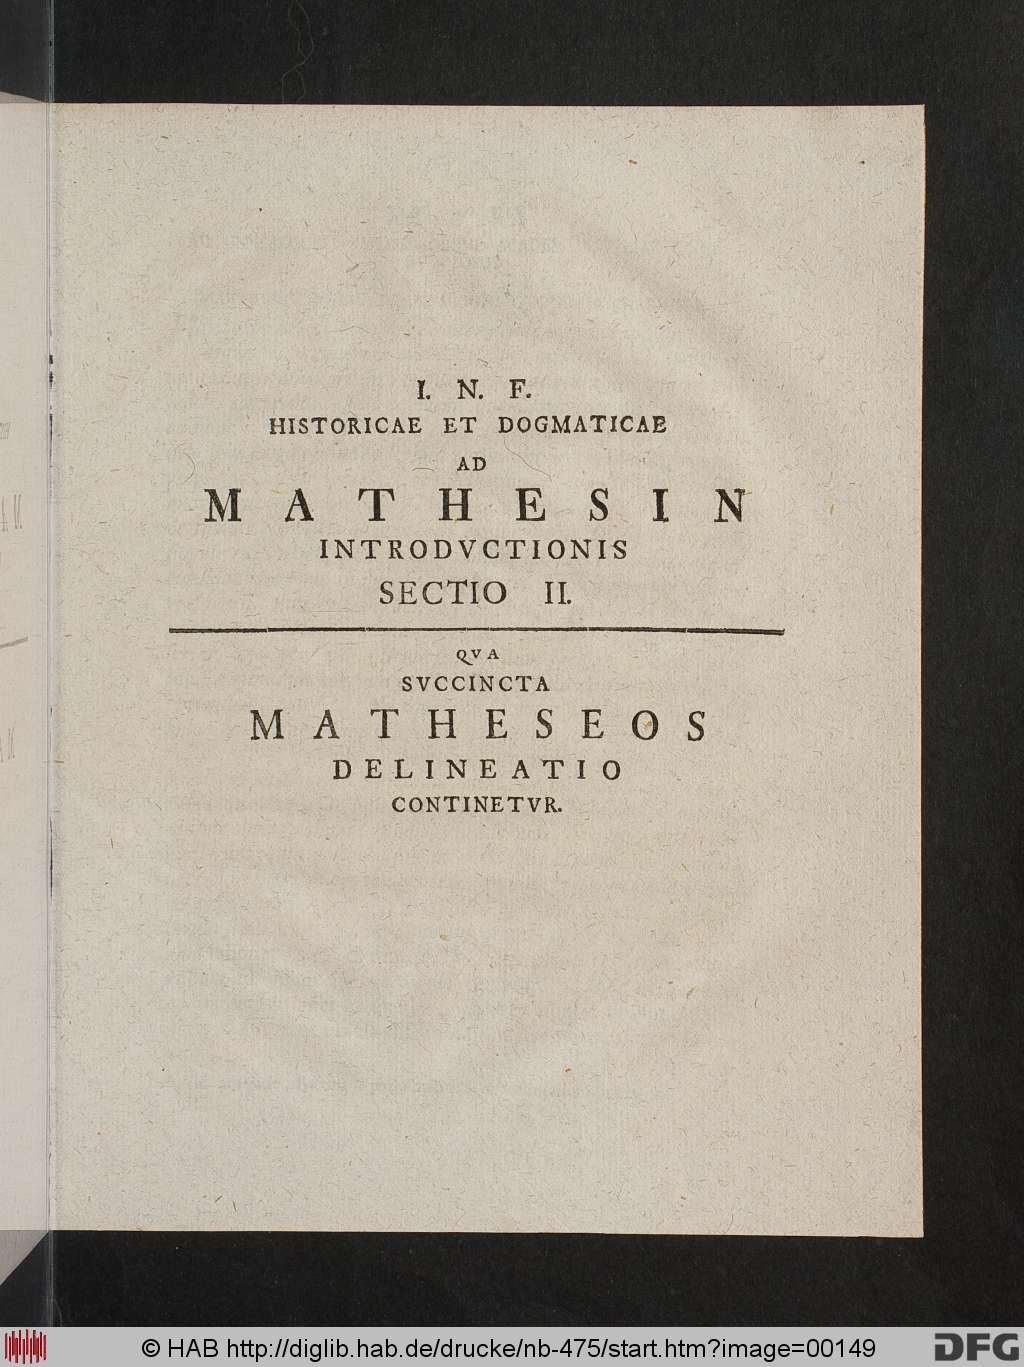 I. N. F.
HISTORICAE ET DOGMATICAE
AD
MATHESIN
INTRODVCTIONIS
SECTIO II.
QVA
SVCCINCTA
MATHESEOS
DELINEATIO
CONTINETVR.
© HAB http://diglib.hab.de/drucke/nb-475/start.htm?image=00149
DFG